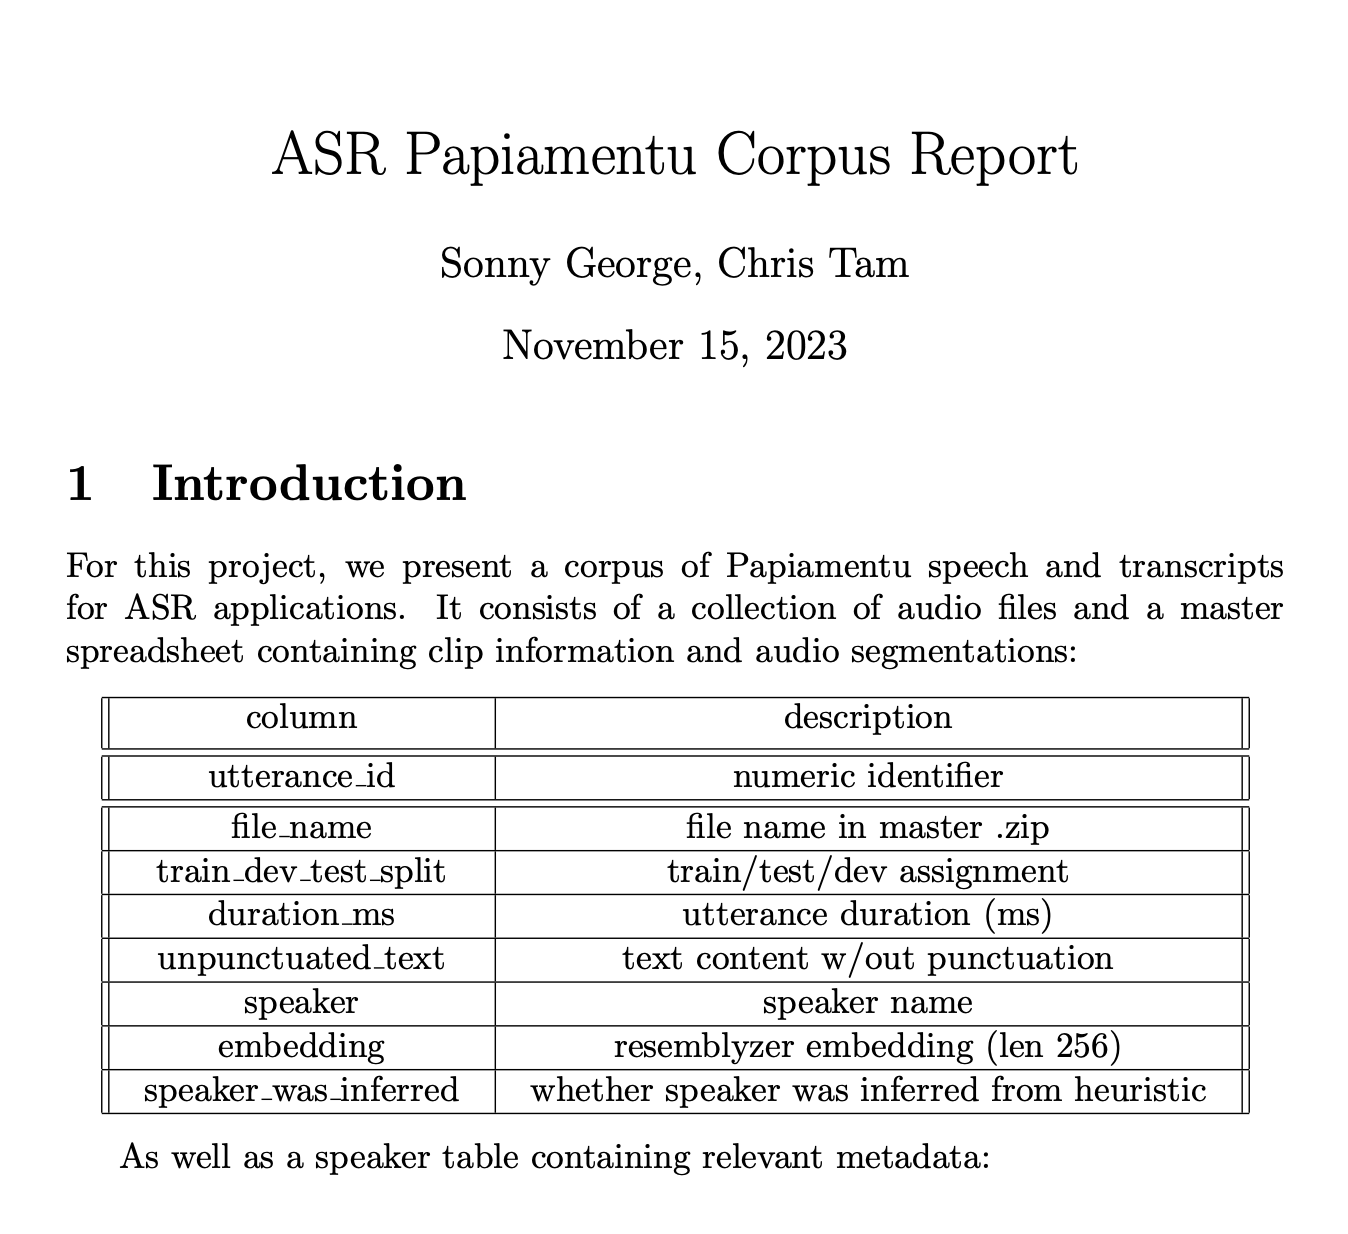 ASR Papiamentu Corpus Report
Sonny George, Chris Tam
November 15, 2023
1 Introduction
For this project, we present a corpus of Papiamentu speech and transcripts
for ASR applications. It consists of a collection of audio files and a master
spreadsheet containing clip information and audio segmentations:
column description
utterance_id numeric identifier
file_name file name in master .zip
train_dev_test_split train/test/dev assignment
duration_ms utterance duration (ms)
unpunctuated_text text content w/out punctuation
speaker speaker name
embedding resemblyzer embedding (len 256)
speaker_was_inferred whether speaker was inferred from heuristic
As well as a speaker table containing relevant metadata: